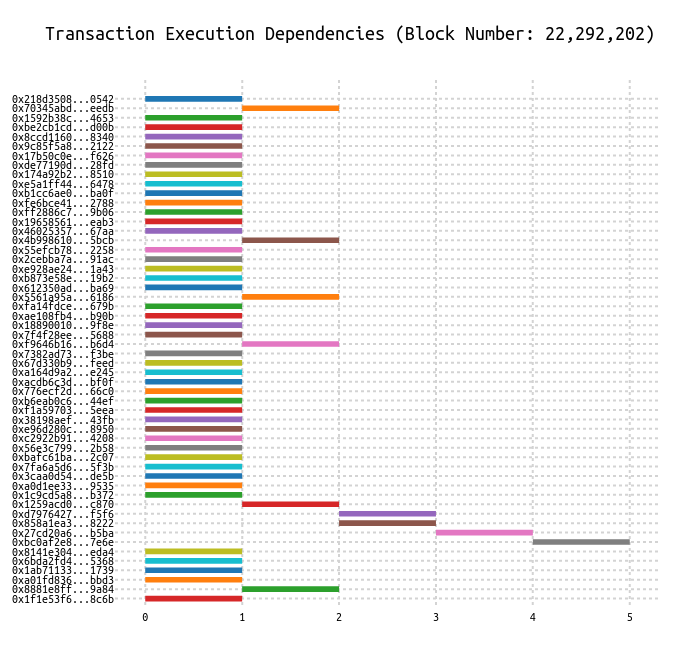 Transaction Execution Dependencies (Block Number: 22,292,202)
0x218d3508...0542
0x70345abd...eedb
0x1592b38c...4653
0xbe2cb1cd...d00b
0x8ccd1160...8340
0x9c85f5a8...2122
0x17b50c0e...f626
0xde77190d...28fd
0x174a92b2...8510
0xe5a1ff44...6478
0xb1cc6ae0...ba0f
0xfe6bce41...2788
0xff2886c7...9b06
0x19658561...eab3
0x46025357...67aa
0x4b998610...5bcb
0x55efcb78...2258
0x2cebba7a...91ac
0xe928ae24...1a43
0xb873e58e...19b2
0x612350ad...ba69
0x5561a95a...6186
0xfa14fdce...679b
0xae108fb4...b90b
0x18890010...9f8e
0x7f4f28ee...5688
0xf9646b16...b6d4
0x7382ad73...f3be
0x67d330b9...feed
0xa164d9a2...e245
0xacdb6c3d...bf0f
0x776ecf2d...66c0
0xb6eab0c6...44ef
0xf1a59703...5eea
0x38198aef...43fb
0xe96d280c...8950
0xc2922b91...4208
0x56e3c799...2b58
0xbafc61ba...2c07
0x7fa6a5d6...5f3b
0x3caa0d54...de5b
0xa0d1ee33...9535
0x1c9cd5a8...b372
0x1259acd0...c870
0xd7976427...f5f6
0x858a1ea3...8222
0x27cd20a6...b5ba
0xbc0af2e8...7e6e
0x8141e304...eda4
0x6bda2fd4...5368
0x1ab71133...1739
0xa01fd836...bbd3
0x8881e8ff...9a84
0x1f1e53f6...8c6b
0 1 2 3 4 5